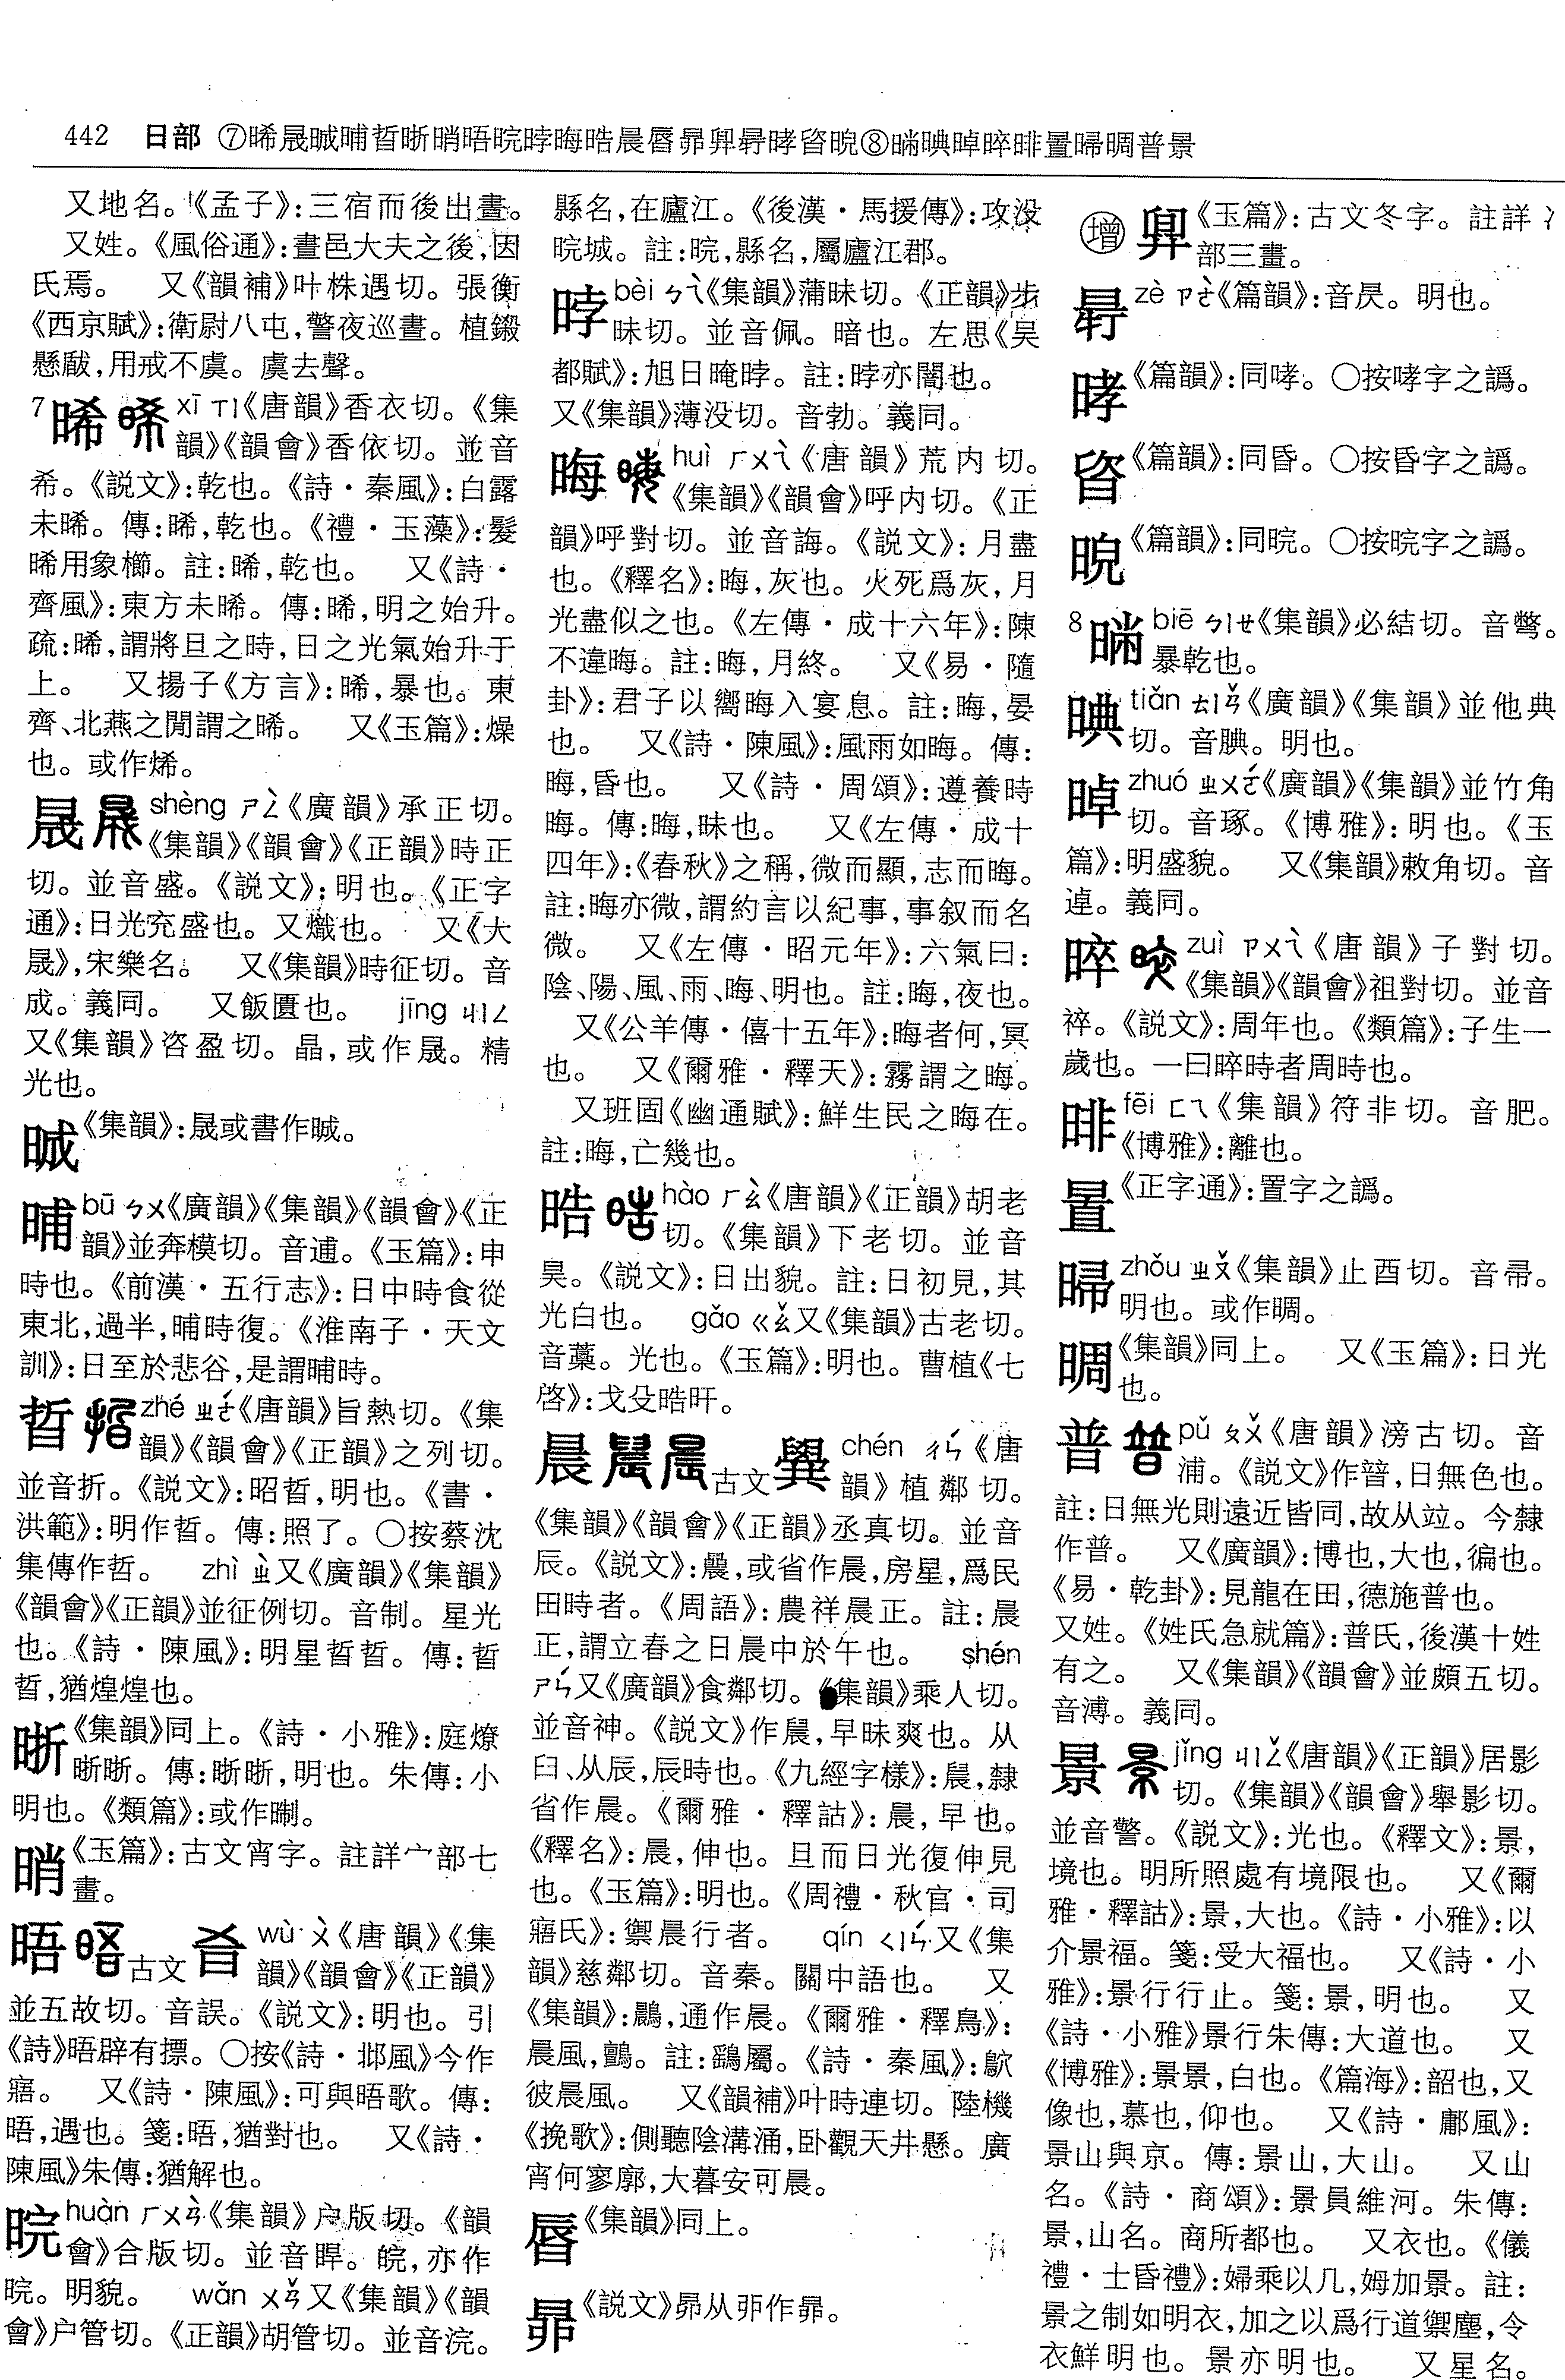 442 日部 ⑦晞晟晠晡晢晣晌晤晥㫲晦晧晨晵昴㫒㝵哮昏晥⑧
又地名。《孟子》:三宿而後出晝。
又姓。《風俗通》:晝邑大夫之後,因
氏焉。 又《韻補》叶株遇切。張衡
《西京賦》:衛尉八屯,警夜巡晝。植鎩
懸瞂,用戒不虞。虞去聲。
7 晞 xī ㄒㄧ《唐韻》香衣切。《集
韻》《韻會》香依切。並音
希。《説文》:乾也。《詩·秦風》:白露
未晞。傳:晞,乾也。《禮·玉藻》:髮
晞用象櫛。註:晞,乾也。 又《詩·
齊風》:東方未晞。傳:晞,明之始升。
疏:晞,謂將旦之時,日之光氣始升于
上。 又揚子《方言》:晞,暴也。東
齊、北燕之閒謂之晞。 又《玉篇》:燥
也。或作烯。
晟 shèng ㄕㄥˋ《廣韻》承正切。
《集韻》《韻會》《正韻》時正
切。並音盛。《説文》:明也。《正字
通》:日光充盛也。又熾也。 又《大
晟》,宋樂名。 又《集韻》時征切。音
成。義同。 又飯匱也。 jīng ㄐㄧㄥ
又《集韻》咨盈切。晶,或作晟。精
光也。
晠《集韻》:晟或書作晠。
晡 bū ㄅㄨ《廣韻》《集韻》《韻會》《正
韻》並奔模切。音逋。《玉篇》:申
時也。《前漢·五行志》:日中時食從
東北,過半,晡時復。《淮南子·天文
訓》:日至於悲谷,是謂晡時。
晢 zhé ㄓㄜˊ《唐韻》旨熱切。《集
韻》《韻會》《正韻》之列切。
並音折。《説文》:昭晢,明也。《書·
洪範》:明作晢。傳:照了。○按蔡沈
集傳作哲。 zhì ㄓˋ又《廣韻》《集韻》
《韻會》《正韻》並征例切。音制。星光
也。《詩·陳風》:明星晢晢。傳:晢
晢,猶煌煌也。
晣《集韻》同上。《詩·小雅》:庭燎
晣晣。傳:晣晣,明也。朱傳:小
明也。《類篇》:或作𣇘。
㫾《玉篇》:古文宵字。註詳宀部七
畫。
晤 古文 㫚 wù ㄨˋ《唐韻》《集
韻》《韻會》《正韻》
並五故切。音誤。《説文》:明也。引
《詩》晤辟有摽。○按《詩·邶風》今作
寤。 又《詩·陳風》:可與晤歌。傳:
晤,遇也。箋:晤,猶對也。 又《詩·
陳風》朱傳:猶解也。
晥 huàn ㄏㄨㄢˋ《集韻》户版切。《韻
會》合版切。並音睅。皖,亦作
晥。明貌。 wǎn ㄨㄢˇ又《集韻》《韻
會》户管切。《正韻》胡管切。並音浣。
縣名,在廬江。《後漢·馬援傳》:攻没
晥城。註:晥,縣名,屬廬江郡。
㫲 bèi ㄅㄟˋ《集韻》蒲昧切。《正韻》步
昧切。並音佩。暗也。左思《吴
都賦》:旭日晻㫲。註:㫲亦闇也。
又《集韻》薄没切。音勃。義同。
晦 huì ㄏㄨㄟˋ《唐韻》荒内切。
《集韻》《韻會》呼内切。《正
韻》呼對切。並音誨。《説文》:月盡
也。《釋名》:晦,灰也。火死爲灰,月
光盡似之也。《左傳·成十六年》:陳
不違晦。註:晦,月終。 又《易·隨
卦》:君子以嚮晦入宴息。註:晦,晏
也。 又《詩·陳風》:風雨如晦。傳:
晦,昏也。 又《詩·周頌》:遵養時
晦。傳:晦,昧也。 又《左傳·成十
四年》:《春秋》之稱,微而顯,志而晦。
註:晦亦微,謂約言以紀事,事叙而名
微。 又《左傳·昭元年》:六氣曰:
陰、陽、風、雨、晦、明也。註:晦,夜也。
又《公羊傳·僖十五年》:晦者何,冥
也。 又《爾雅·釋天》:霧謂之晦。
又班固《幽通賦》:鮮生民之晦在。
註:晦,亡幾也。
晧 hào ㄏㄠˋ《唐韻》《正韻》胡老
切。《集韻》下老切。並音
昊。《説文》:日出貌。註:日初見,其
光白也。 gǎo ㄍㄠˇ又《集韻》古老切。
音藁。光也。《玉篇》:明也。曹植《七
啓》:戈殳晧旰。
晨 古文 chén ㄔㄣˊ《唐
韻》植鄰切。
《集韻》《韻會》《正韻》丞真切。並音
辰。《説文》:曟,或省作晨,房星,爲民
田時者。《周語》:農祥晨正。註:晨
正,謂立春之日晨中於午也。 shén
ㄕㄣˊ又《廣韻》食鄰切。《集韻》乘人切。
並音神。《説文》作䢅,早昧爽也。从
臼、从辰,辰時也。《九經字樣》:䢅,隸
省作晨。《爾雅·釋詁》:晨,早也。
《釋名》:晨,伸也。旦而日光復伸見
也。《玉篇》:明也。《周禮·秋官·司
寤氏》:禦晨行者。 qín ㄑㄧㄣˊ又《集
韻》慈鄰切。音秦。關中語也。 又
《集韻》:鷐,通作晨。《爾雅·釋鳥》:
晨風,鸇。註:鷂屬。《詩·秦風》:鴥
彼晨風。 又《韻補》叶時連切。陸機
《挽歌》:側聽陰溝涌,卧觀天井懸。廣
宵何寥廓,大暮安可晨。
《集韻》同上。
《説文》昴从丣作㫼。
增 《玉篇》:古文冬字。註詳冫
部三畫。
zè ㄗㄜˋ《篇韻》:音昃。明也。
《篇韻》:同哮。○按哮字之譌。
《篇韻》:同昏。○按昏字之譌。
《篇韻》:同晥。○按晥字之譌。
8 biē ㄅㄧㄝ《集韻》必結切。音彆。
暴乾也。
晪 tiǎn ㄊㄧㄢˇ《廣韻》《集韻》並他典
切。音腆。明也。
晫 zhuó ㄓㄨㄛˊ《廣韻》《集韻》並竹角
切。音琢。《博雅》:明也。《玉
篇》:明盛貌。 又《集韻》敕角切。音
逴。義同。
晬 zuì ㄗㄨㄟˋ《唐韻》子對切。
《集韻》《韻會》祖對切。並音
祽。《説文》:周年也。《類篇》:子生一
歲也。一曰晬時者周時也。
暃 fēi ㄈㄟ《集韻》符非切。音肥。
《博雅》:離也。
《正字通》:置字之譌。
zhǒu ㄓㄡˇ《集韻》止酉切。音帚。
明也。或作晭。
晭《集韻》同上。 又《玉篇》:日光
也。
普 pǔ ㄆㄨˇ《唐韻》滂古切。音
浦。《説文》作暜,日無色也。
註:日無光則遠近皆同,故从竝。今隸
作普。 又《廣韻》:博也,大也,徧也。
《易·乾卦》:見龍在田,德施普也。
又姓。《姓氏急就篇》:普氏,後漢十姓
有之。 又《集韻》《韻會》並頗五切。
音溥。義同。
景 jǐng ㄐㄧㄥˇ《唐韻》《正韻》居影
切。《集韻》《韻會》舉影切。
並音警。《説文》:光也。《釋文》:景,
境也。明所照處有境限也。 又《爾
雅·釋詁》:景,大也。《詩·小雅》:以
介景福。箋:受大福也。 又《詩·小
雅》:景行行止。箋:景,明也。 又
《詩·小雅》景行朱傳:大道也。 又
《博雅》:景景,白也。《篇海》:韶也,又
像也,慕也,仰也。 又《詩·鄘風》:
景山與京。傳:景山,大山。 又山
名。《詩·商頌》:景員維河。朱傳:
景,山名。商所都也。 又衣也。《儀
禮·士昏禮》:婦乘以几,姆加景。註:
景之制如明衣,加之以爲行道禦塵,令
衣鮮明也。景亦明也。 又星名。